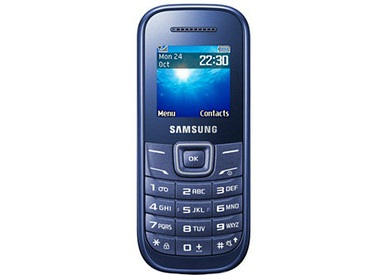 Mon 24
Oct
22:30
Menu Contacts
SAMSUNG
OK
1 2 ABC 3 DEF
4 GHI 5 JKL 6 MNO
7 PQRS 8 TUV 9 WXYZ
* 0 + #